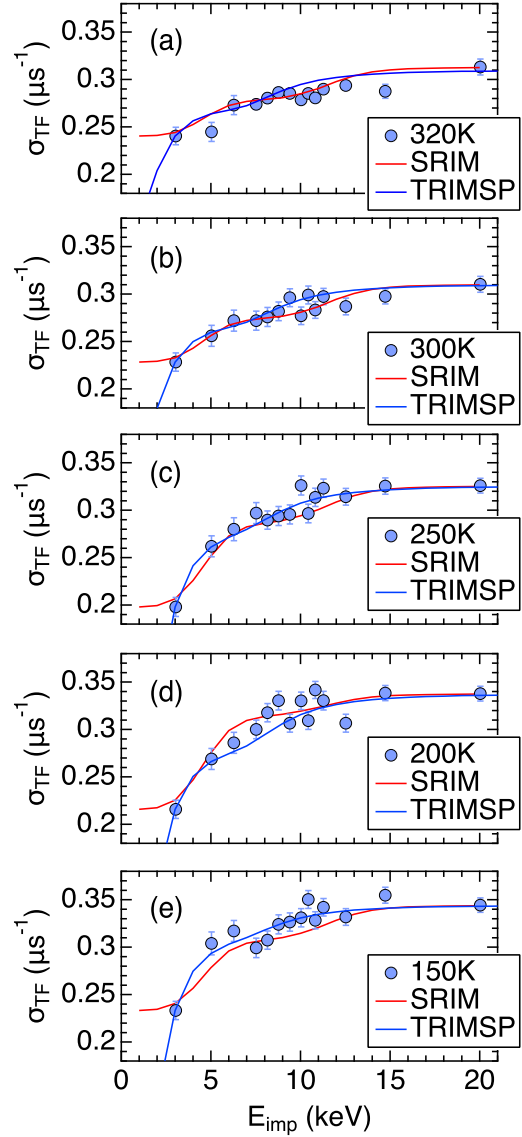 (a)
0.35
0.3
0.25
0.2
σTF (μs⁻¹)
320K
SRIM
TRIMSP
(b)
0.35
0.3
0.25
0.2
σTF (μs⁻¹)
300K
SRIM
TRIMSP
(c)
0.35
0.3
0.25
0.2
σTF (μs⁻¹)
250K
SRIM
TRIMSP
(d)
0.35
0.3
0.25
0.2
σTF (μs⁻¹)
200K
SRIM
TRIMSP
(e)
0.35
0.3
0.25
0.2
σTF (μs⁻¹)
150K
SRIM
TRIMSP
0 5 10 15 20
Eimp (keV)